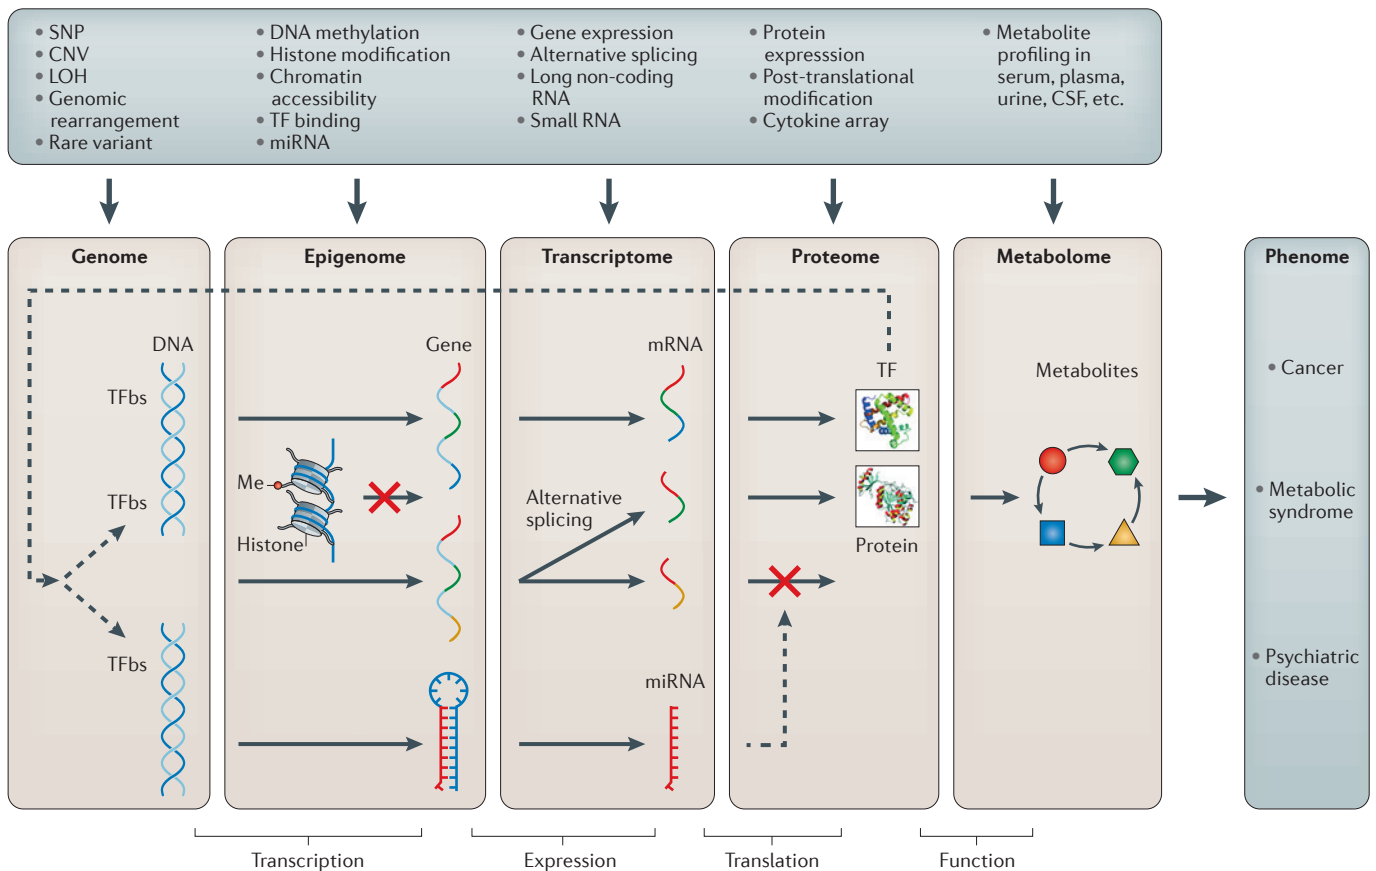 • SNP
• CNV
• LOH
• Genomic
rearrangement
• Rare variant
• DNA methylation
• Histone modification
• Chromatin
accessibility
• TF binding
• miRNA
• Gene expression
• Alternative splicing
• Long non-coding
RNA
• Small RNA
• Protein
expresssion
• Post-translational
modification
• Cytokine array
• Metabolite
profiling in
serum, plasma,
urine, CSF, etc.
Genome
Epigenome
Transcriptome
Proteome
Metabolome
Phenome
DNA
TFbs
TFbs
TFbs
Gene
Me
Histone
mRNA
Alternative
splicing
miRNA
TF
Protein
Metabolites
• Cancer
• Metabolic
syndrome
• Psychiatric
disease
Transcription
Expression
Translation
Function